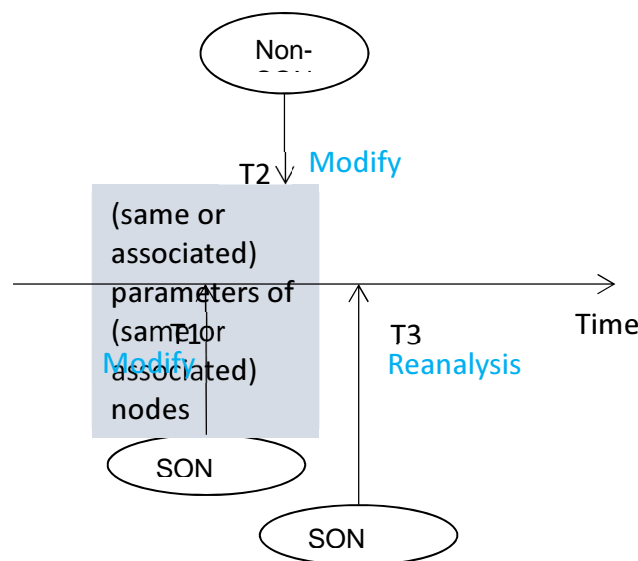 Non-
Modify
T2
(same or
associated)
parameters of
(same or
associated)
nodes
Time
T1
Modify
T3
Reanalysis
SON
SON